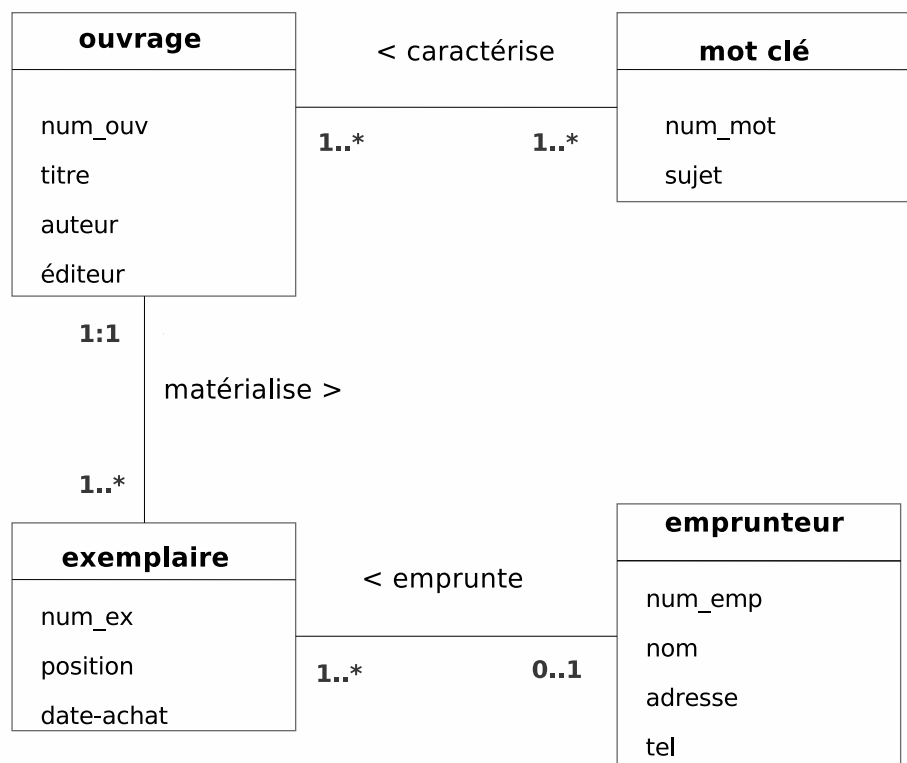 ouvrage
num_ouv
titre
auteur
éditeur
< caractérise
1..*
1..*
mot clé
num_mot
sujet
1:1
matérialise >
1..*
exemplaire
num_ex
position
date-achat
< emprunte
1..*
0..1
emprunteur
num_emp
nom
adresse
tel